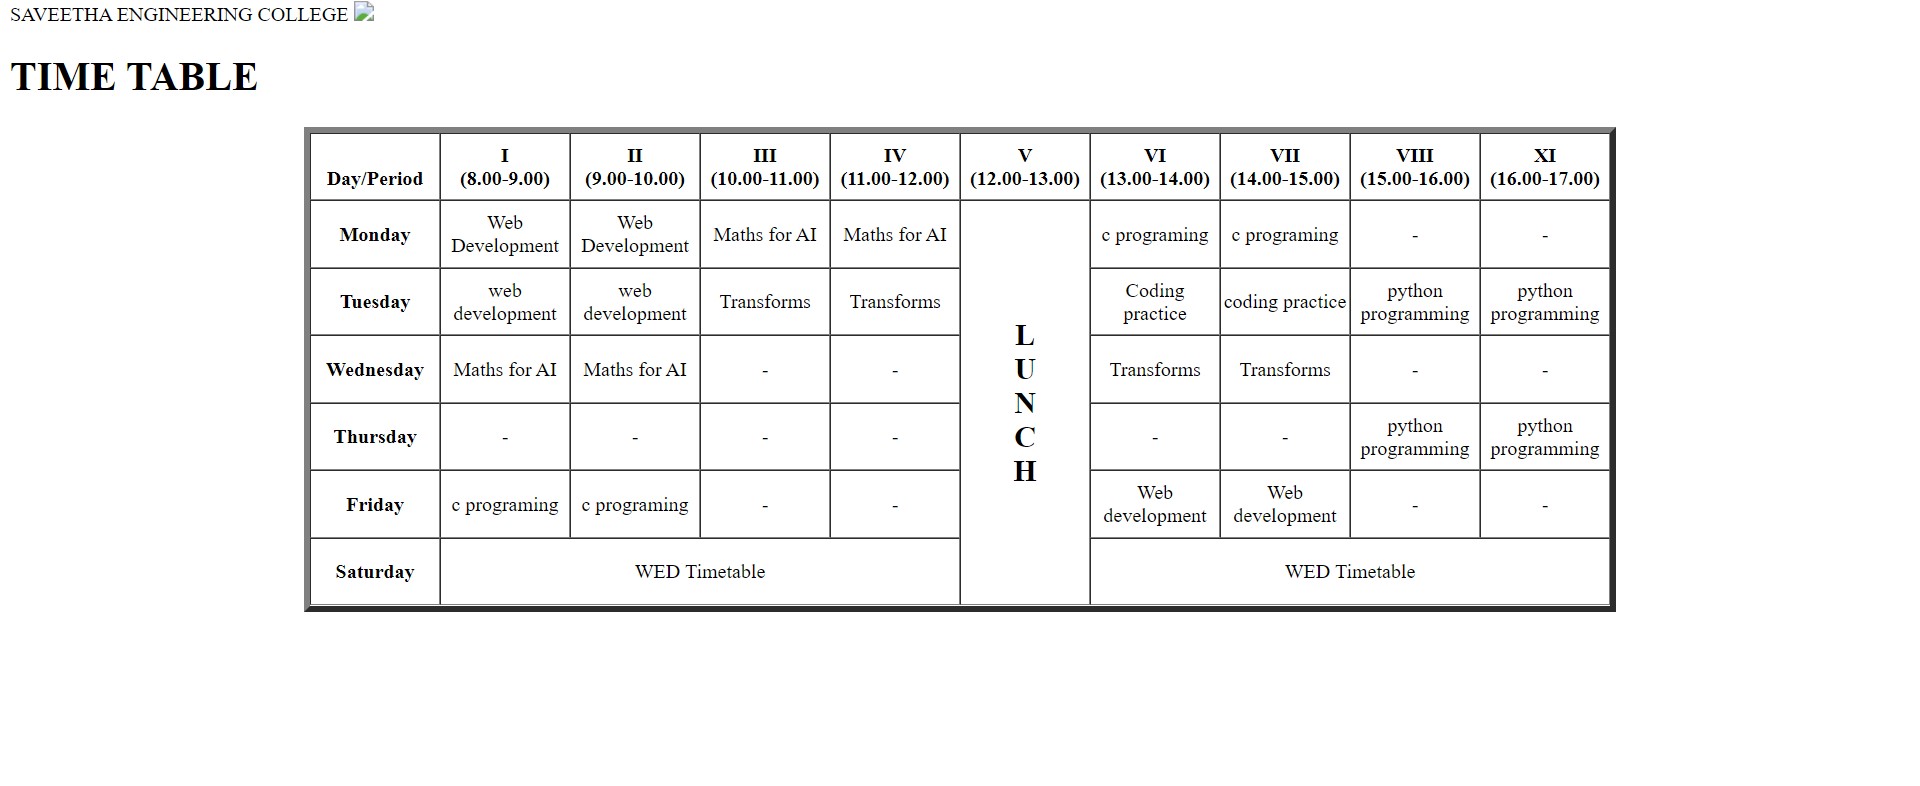 SAVEETHA ENGINEERING COLLEGE
TIME TABLE
Day/Period I (8.00-9.00) II (9.00-10.00) III (10.00-11.00) IV (11.00-12.00) V (12.00-13.00) VI (13.00-14.00) VII (14.00-15.00) VIII (15.00-16.00) XI (16.00-17.00)
Monday Web Development Web Development Maths for AI Maths for AI c programing c programing - -
Tuesday web development web development Transforms Transforms Coding practice coding practice python programming python programming
Wednesday Maths for AI Maths for AI - - Transforms Transforms - -
Thursday - - - - - - python programming python programming
Friday c programing c programing - - Web development Web development - -
Saturday WED Timetable WED Timetable
L
U
N
C
H